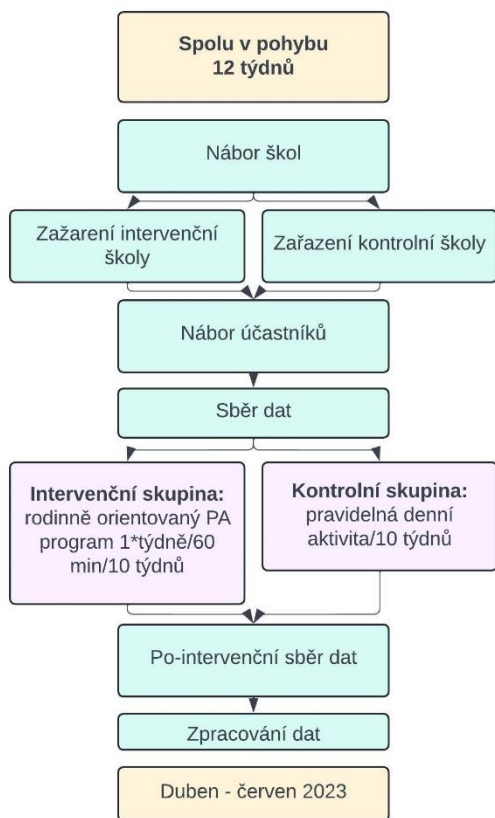 Spolu v pohybu
12 týdnů
Nábor škol
Zažarení intervenční
školy
Zařazení kontrolní školy
Nábor účastníků
Sběr dat
Intervenční skupina:
rodinně orientovaný PA
program 1*týdně/60
min/10 týdnů
Kontrolní skupina:
pravidelná denní
aktivita/10 týdnů
Po-intervenční sběr dat
Zpracování dat
Duben - červen 2023